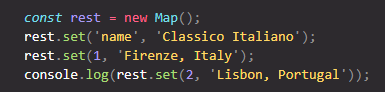 const rest = new Map();
rest.set('name', 'Classico Italiano');
rest.set(1, 'Firenze, Italy');
console.log(rest.set(2, 'Lisbon, Portugal'));